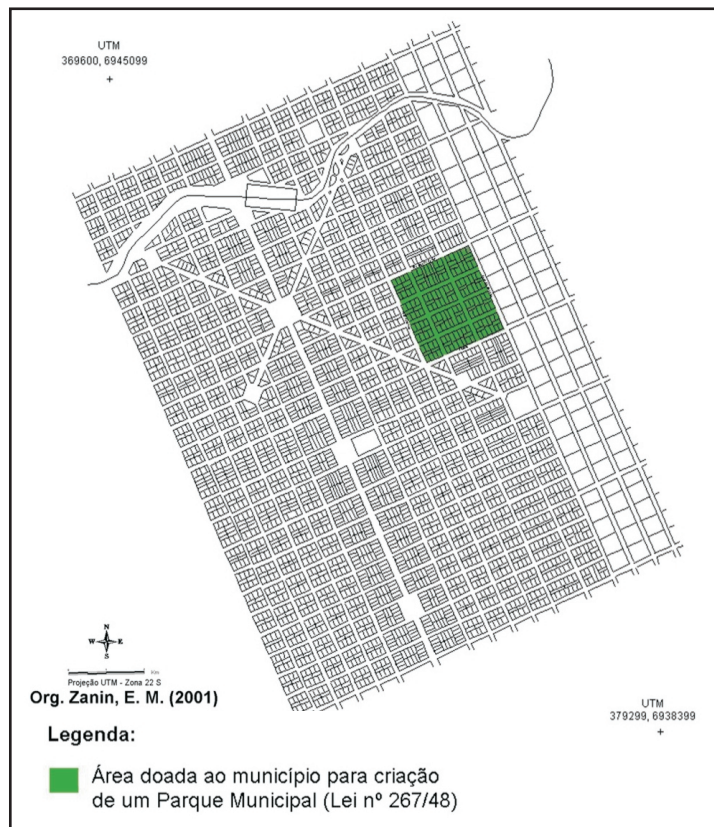 UTM
369600, 6945099
N
W E
S
Km
Projeção UTM - Zona 22 S
Org. Zanin, E. M. (2001)
UTM
379299, 6938399
Legenda:
Área doada ao município para criação
de um Parque Municipal (Lei nº 267/48)